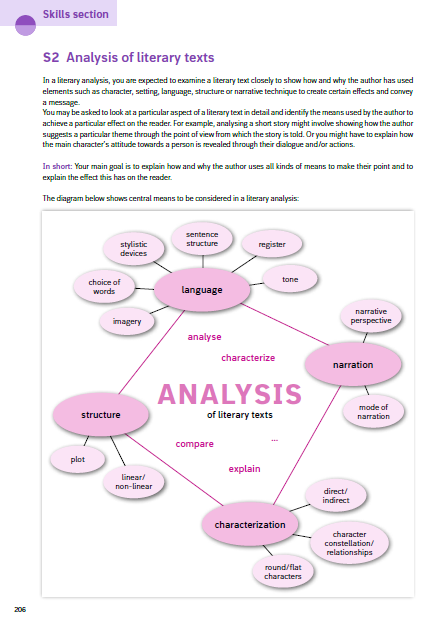 Skills section
S2 Analysis of literary texts
In a literary analysis, you are expected to examine a literary text closely to show how and why the author has used
elements such as character, setting, language, structure or narrative technique to create certain effects and convey
a message.
You may be asked to look at a particular aspect of a literary text in detail and identify the means used by the author to
achieve a particular effect on the reader. For example, analysing a short story might involve showing how the author
suggests a particular theme through the point of view from which the story is told. Or you might have to explain how
the main character's attitude towards a person is revealed through their dialogue and/or actions.
In short: Your main goal is to explain how and why the author uses all kinds of means to make their point and to
explain the effect this has on the reader.
The diagram below shows central means to be considered in a literary analysis:
sentence
structure
stylistic
devices
register
choice of
words
language
tone
imagery
narrative
perspective
analyse
characterize
narration
ANALYSIS
of literary texts
structure
mode of
narration
compare
...
plot
explain
linear/
non-linear
direct/
indirect
characterization
character
constellation/
relationships
round/flat
characters
206